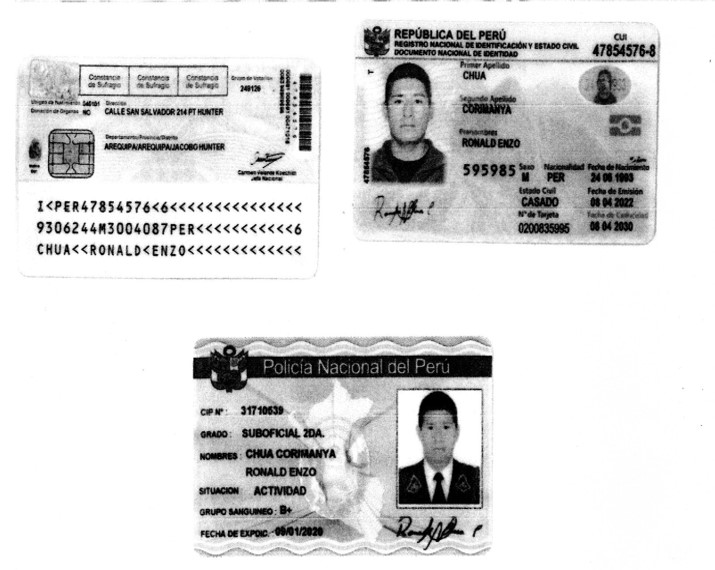 REPÚBLICA DEL PERÚ
REGISTRO NACIONAL DE IDENTIFICACIÓN Y ESTADO CIVIL
DOCUMENTO NACIONAL DE IDENTIDAD
CUI
47854576-8
Primer Apellido
CHUA
Segundo Apellido
CORIMANYA
Prenombres
RONALD ENZO
595985
Sexo Nacionalidad Fecha de Nacimiento
M PER 24 06 1993
Estado Civil Fecha de Emisión
CASADO 08 04 2022
N° de Tarjeta Fecha de Caducidad
0200835995 08 04 2030
47854576
Constancia de Sufragio
Constancia de Sufragio
Constancia de Sufragio
Grupo de Votación
249126
Ubigeo de Nacimiento 040101
Donación de Órganos NO
Dirección
CALLE SAN SALVADOR 214 PT HUNTER
Departamento/Provincia/Distrito
AREQUIPA/AREQUIPA/JACOBO HUNTER
Jefa Nacional
I<PER47854576<6<<<<<<<<<<<<<<<
9306244M3004087PER<<<<<<<<<<<6
CHUA<<RONALD<ENZO<<<<<<<<<<<<<
Policía Nacional del Perú
CIP N° : 31710539
GRADO : SUBOFICIAL 2DA.
NOMBRES : CHUA CORIMANYA
RONALD ENZO
SITUACION : ACTIVIDAD
GRUPO SANGUINEO : B+
FECHA DE EXPDIC. : 09/01/2020